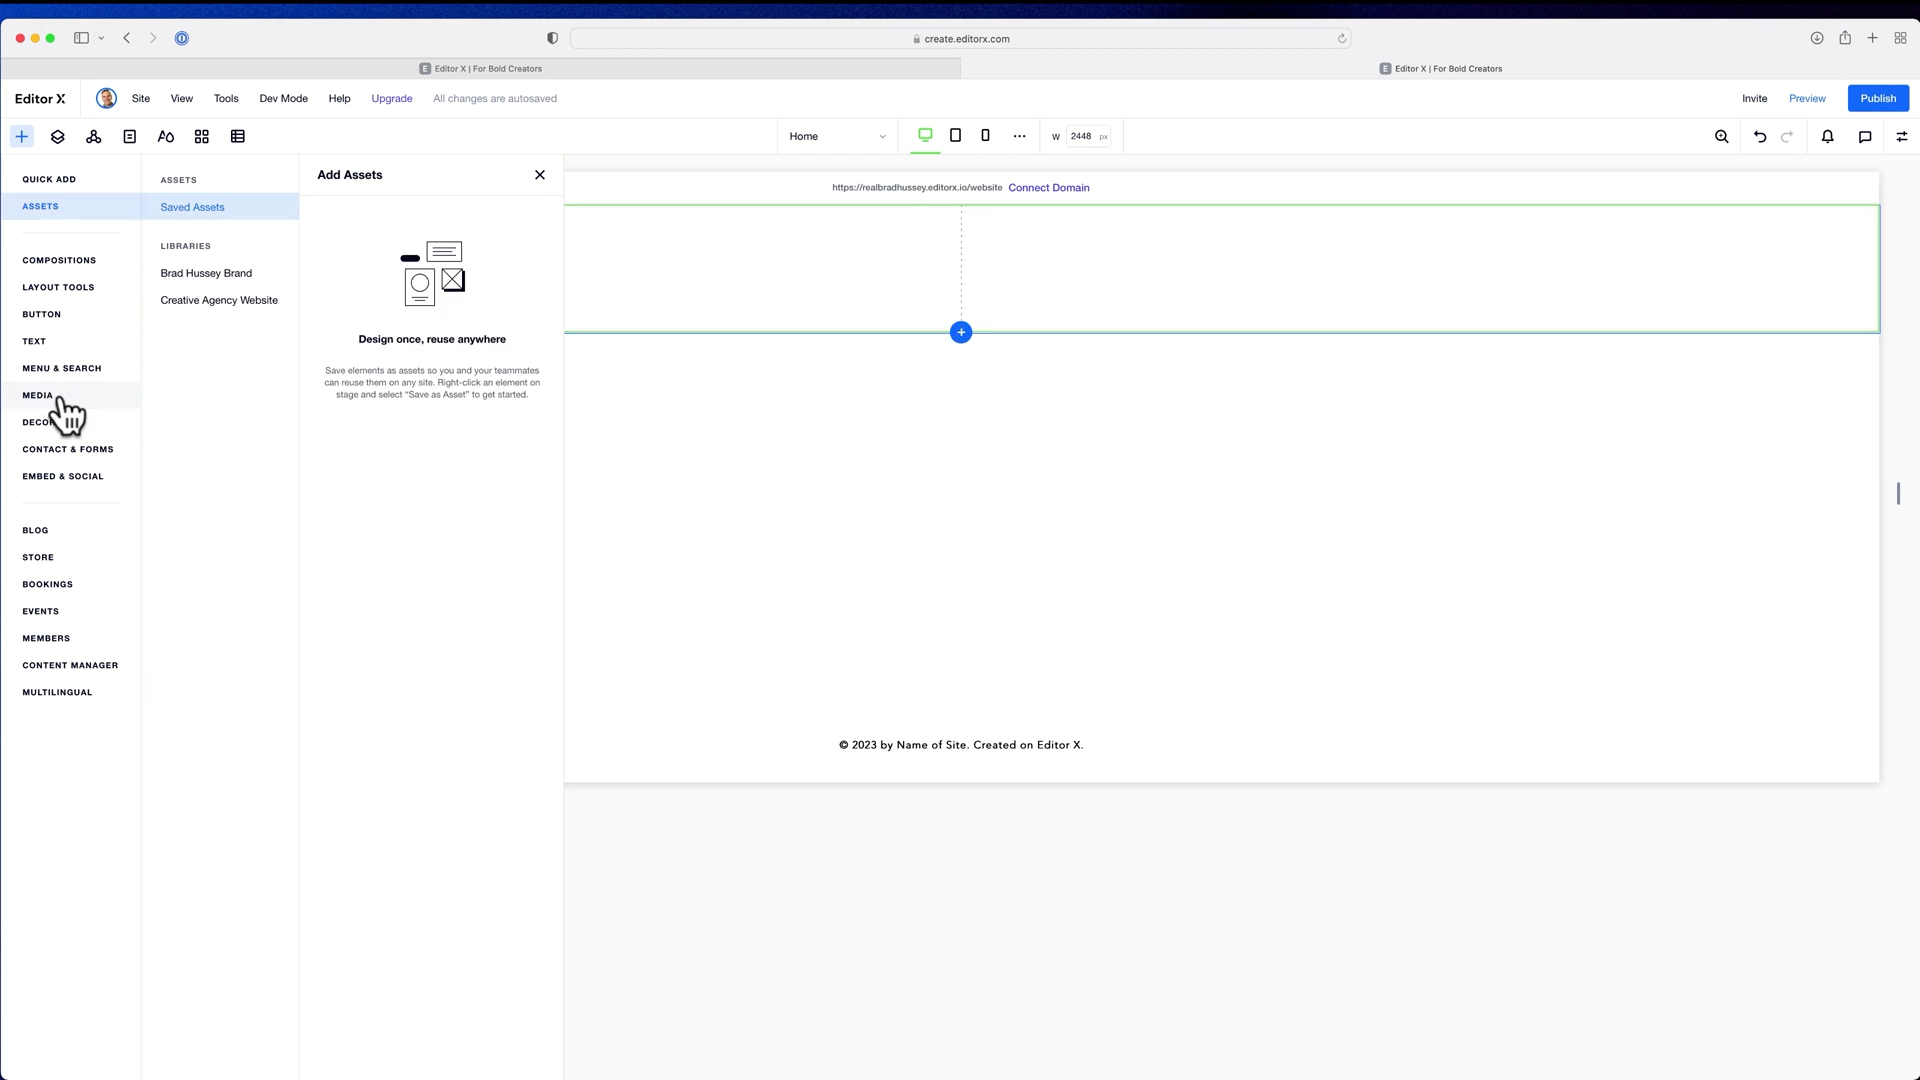 create.editorx.com
Editor X | For Bold Creators
Editor X | For Bold Creators
Editor X
Site
View
Tools
Dev Mode
Help
Upgrade
All changes are autosaved
Invite
Preview
Publish
Home
W 2448 px
QUICK ADD
ASSETS
COMPOSITIONS
LAYOUT TOOLS
BUTTON
TEXT
MENU & SEARCH
MEDIA
CONTACT & FORMS
EMBED & SOCIAL
BLOG
STORE
BOOKINGS
EVENTS
MEMBERS
CONTENT MANAGER
MULTILINGUAL
ASSETS
Saved Assets
LIBRARIES
Brad Hussey Brand
Creative Agency Website
Add Assets
Design once, reuse anywhere
Save elements as assets so you and your teammates
can reuse them on any site. Right-click an element on
stage and select “Save as Asset” to get started.
https://realbradhussey.editorx.io/website Connect Domain
© 2023 by Name of Site. Created on Editor X.